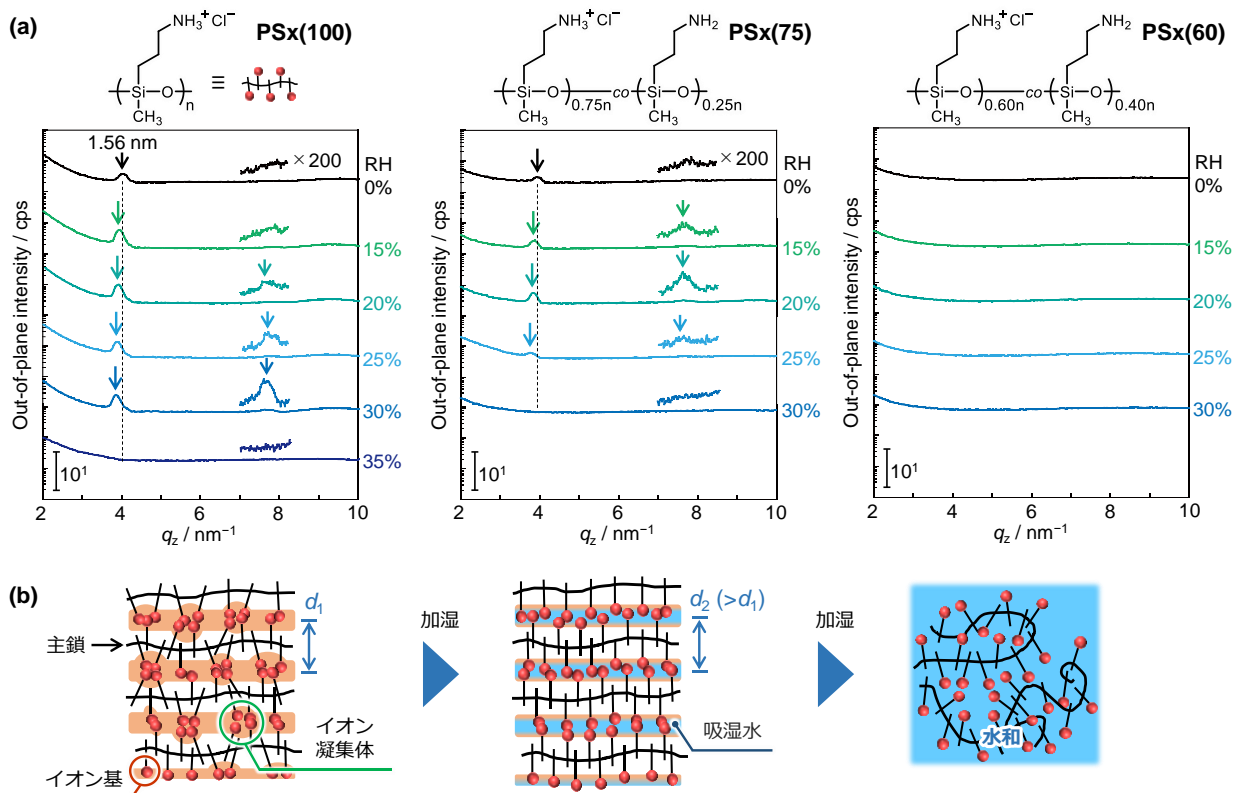 (a)
NH₃⁺Cl⁻
PSx(100)
Si
O
n
CH₃
≡
NH₃⁺Cl⁻
NH₂
PSx(75)
Si
O
0.75n
co
Si
O
0.25n
CH₃
CH₃
NH₃⁺Cl⁻
NH₂
PSx(60)
Si
O
0.60n
co
Si
O
0.40n
CH₃
CH₃
Out-of-plane intensity / cps
1.56 nm
×200
RH
0%
15%
20%
25%
30%
35%
10¹
2 4 6 8 10
q_z / nm⁻¹
Out-of-plane intensity / cps
×200
RH
0%
15%
20%
25%
30%
10¹
2 4 6 8 10
q_z / nm⁻¹
Out-of-plane intensity / cps
RH
0%
15%
20%
25%
30%
10¹
2 4 6 8 10
q_z / nm⁻¹
(b)
主鎖
d₁
イオン
凝集体
イオン基
加湿
d₂ (>d₁)
吸湿水
加湿
水和